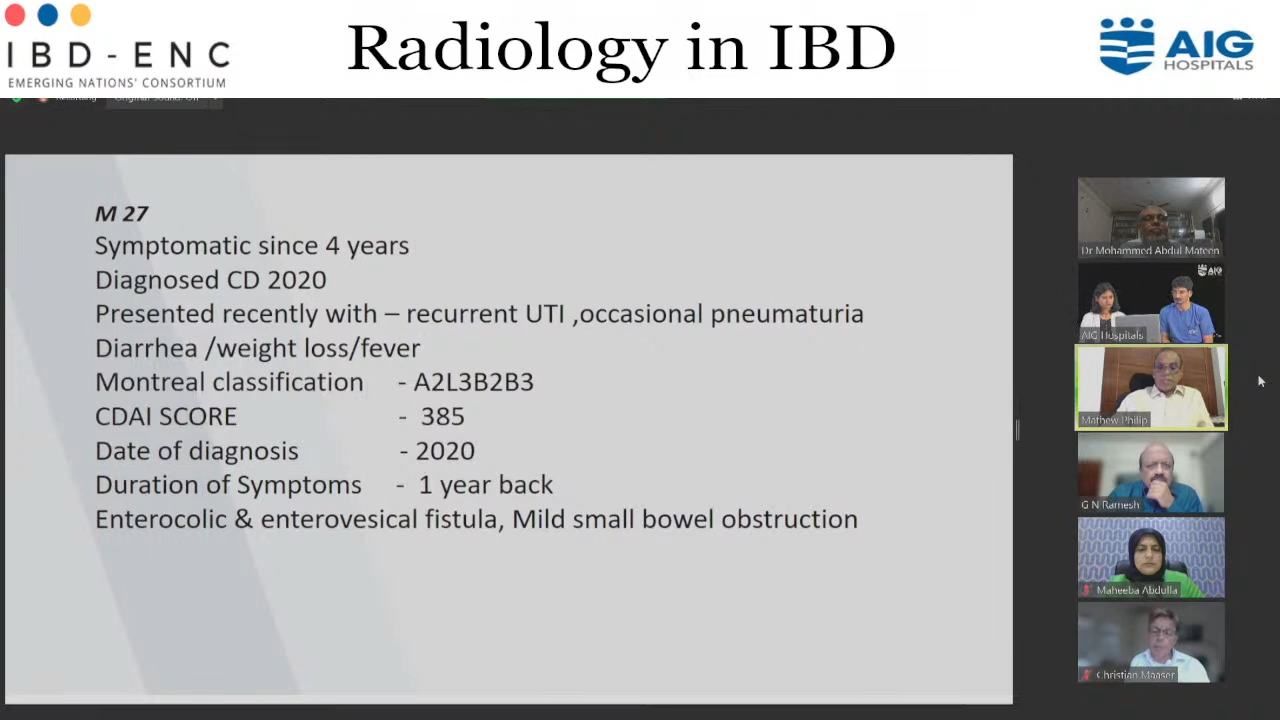 IBD-ENC
EMERGING NATIONS' CONSORTIUM
Radiology in IBD
AIG
HOSPITALS
M 27
Symptomatic since 4 years
Diagnosed CD 2020
Presented recently with – recurrent UTI ,occasional pneumaturia
Diarrhea /weight loss/fever
Montreal classification - A2L3B2B3
CDAI SCORE - 385
Date of diagnosis - 2020
Duration of Symptoms - 1 year back
Enterocolic & enterovesical fistula, Mild small bowel obstruction
Dr Mohammed Abdul Mateen
AIG
AIG Hospitals
Mathew Philip
G N Ramesh
Maheeba Abdulla
Christian Maaser